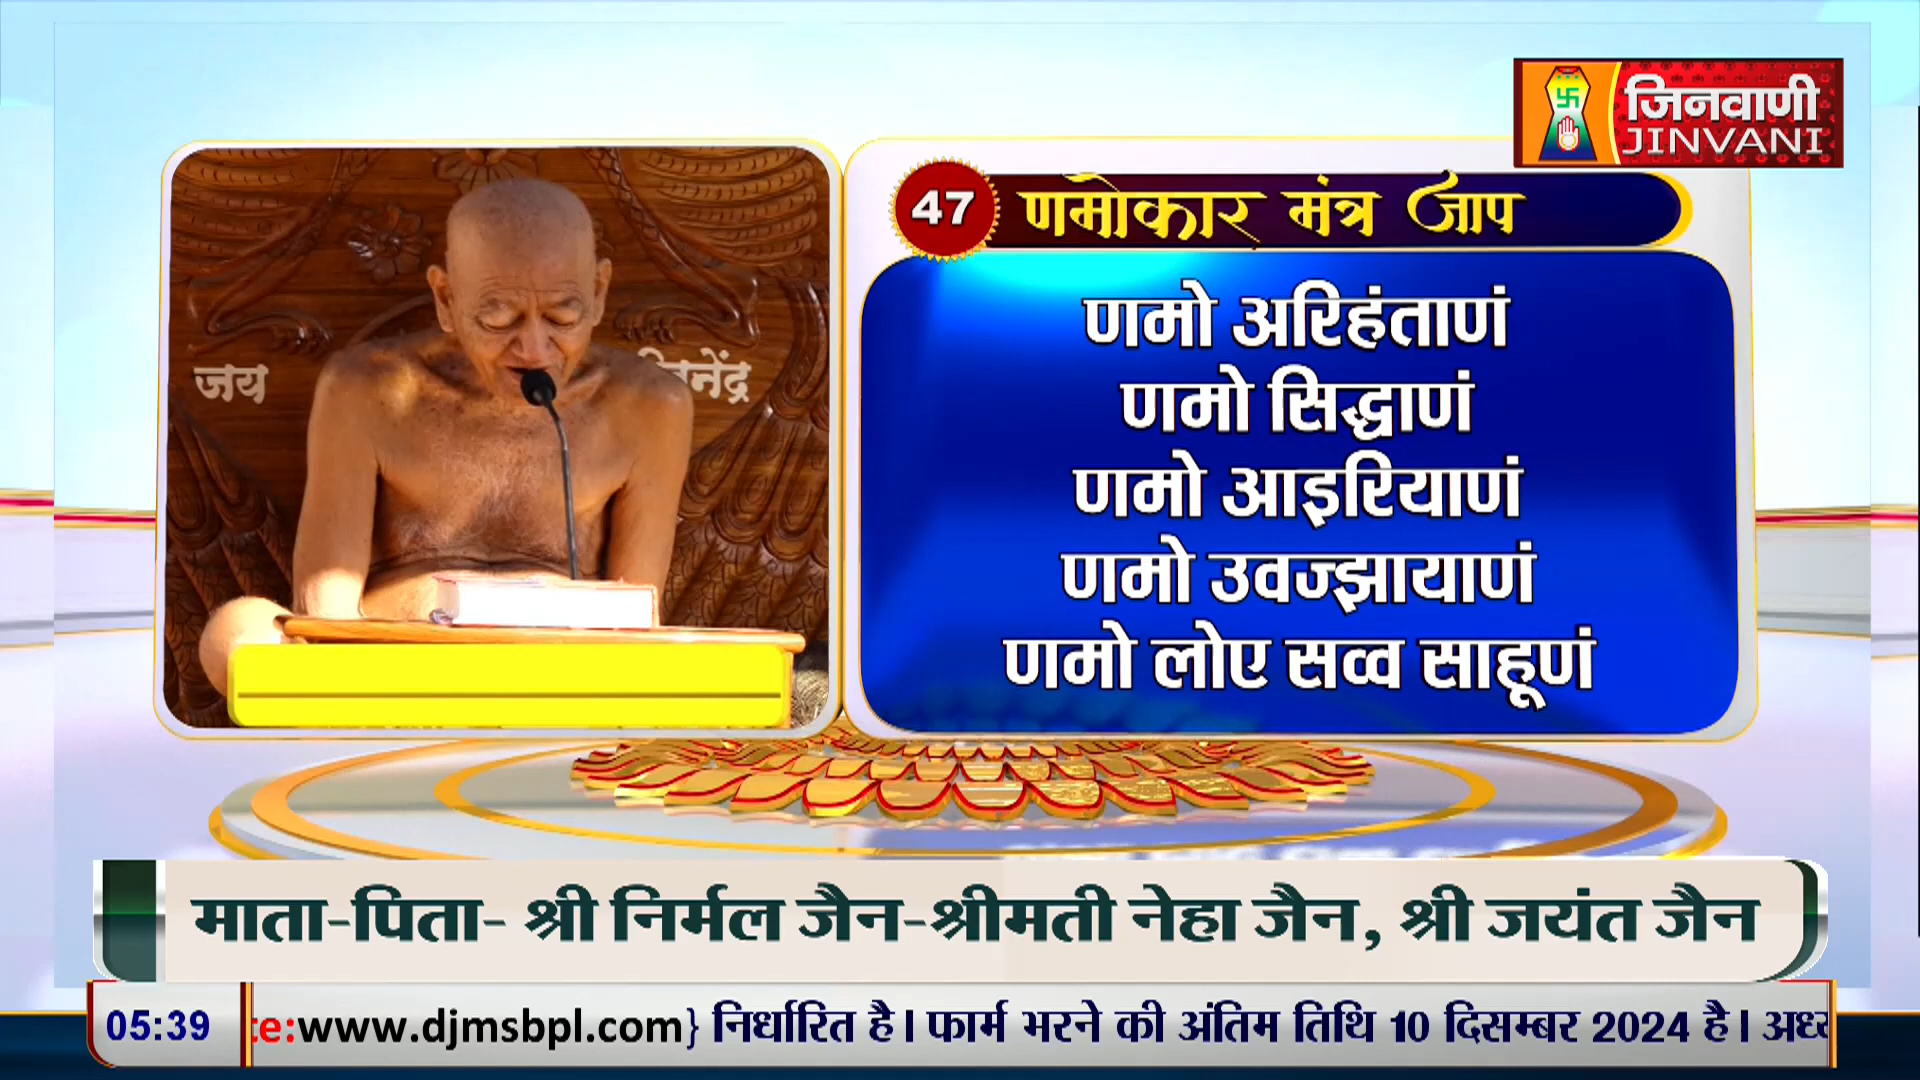 जिनवाणी
JINVANI
47 णमोकार मंत्र जाप
णमो अरिहंताणं
णमो सिद्धाणं
णमो आइरियाणं
णमो उवज्झायाणं
णमो लोए सव्व साहूणं
जय
माता-पिता- श्री निर्मल जैन-श्रीमती नेहा जैन, श्री जयंत जैन
05:39 te:www.djmsbpl.com} निर्धारित है। फार्म भरने की अंतिम तिथि 10 दिसम्बर 2024 है।